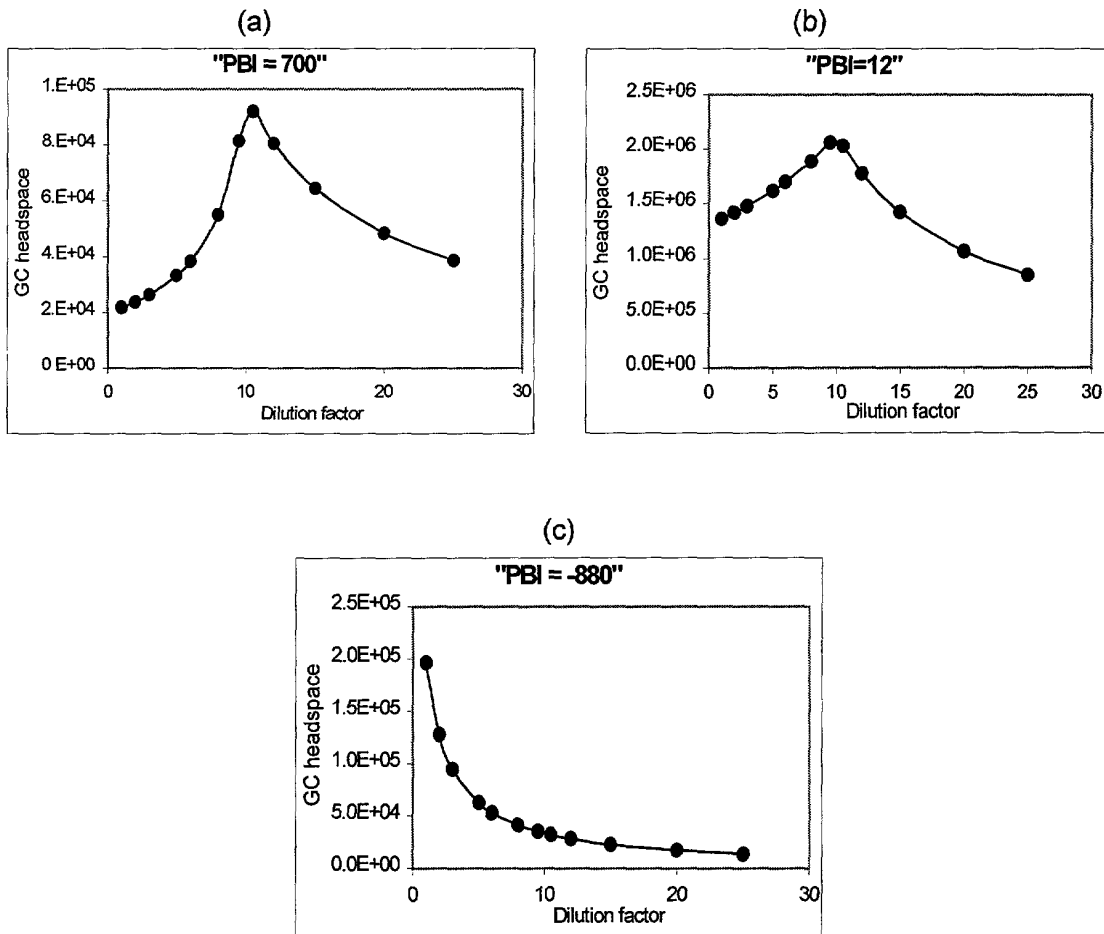 (a)
"PBI = 700"
1.E+05
8.E+04
6.E+04
4.E+04
2.E+04
0.E+00
GC headspace
0 10 20 30
Dilution factor
(b)
"PBI=12"
2.5E+06
2.0E+06
1.5E+06
1.0E+06
5.0E+05
0.0E+00
GC headspace
0 5 10 15 20 25 30
Dilution factor
(c)
"PBI = -880"
2.5E+05
2.0E+05
1.5E+05
1.0E+05
5.0E+04
0.0E+00
GC headspace
0 10 20 30
Dilution factor